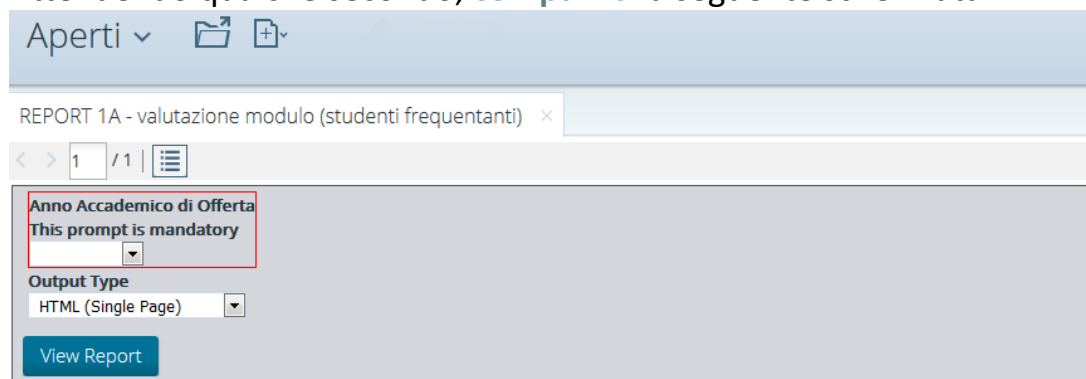 Aperti
REPORT 1A - valutazione modulo (studenti frequentanti) ×
< > 1 / 1
Anno Accademico di Offerta
This prompt is mandatory
Output Type
HTML (Single Page)
View Report